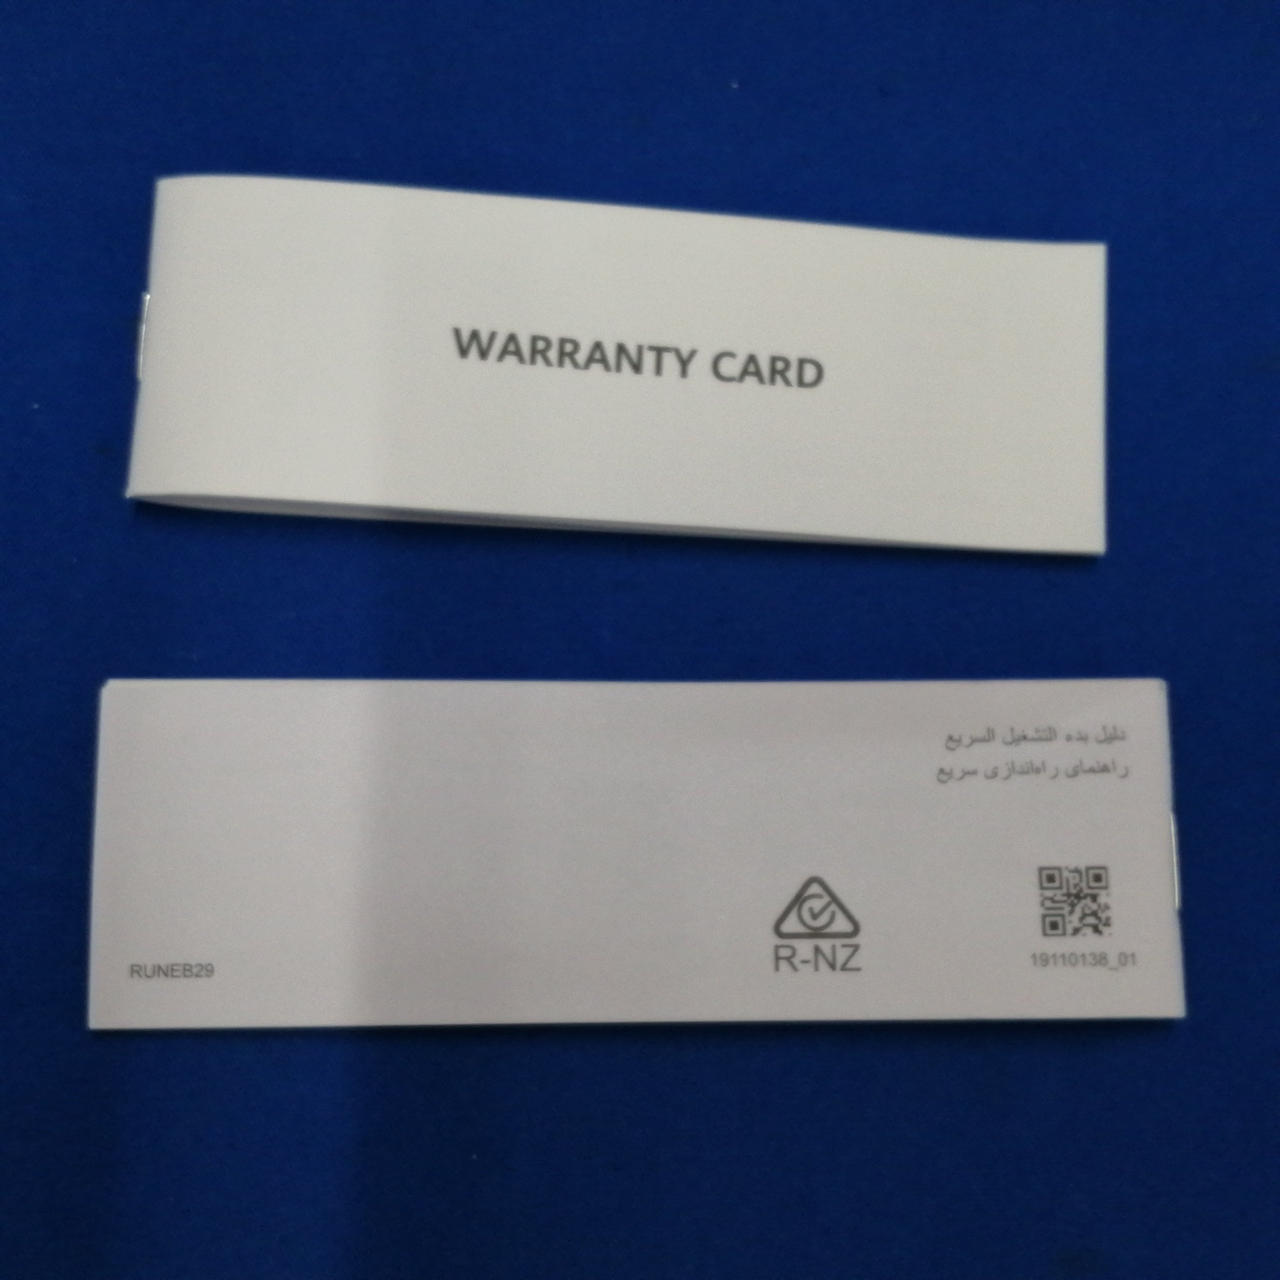 WARRANTY CARD
دليل بدء التشغيل السريع
راهنمای راه‌اندازی سریع
R-NZ
19110138_01
RUNEB29